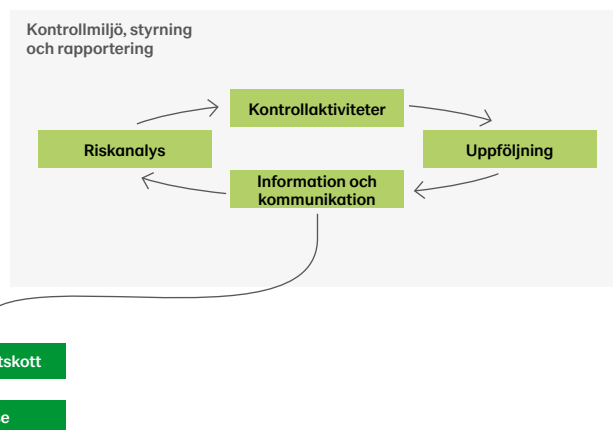 Kontrollmiljö, styrning
och rapportering
Kontrollaktiviteter
Riskanalys
Uppföljning
Information och
kommunikation